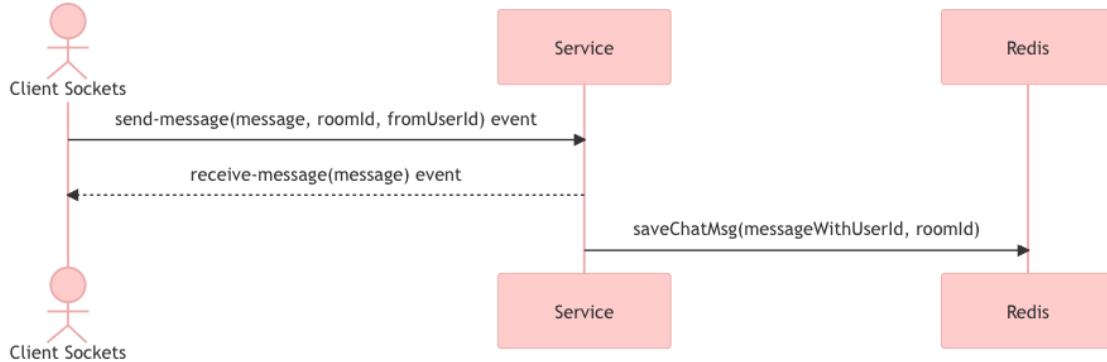 Client Sockets
Service
Redis
send-message(message, roomId, fromUserId) event
receive-message(message) event
saveChatMsg(messageWithUserId, roomId)
Client Sockets
Service
Redis